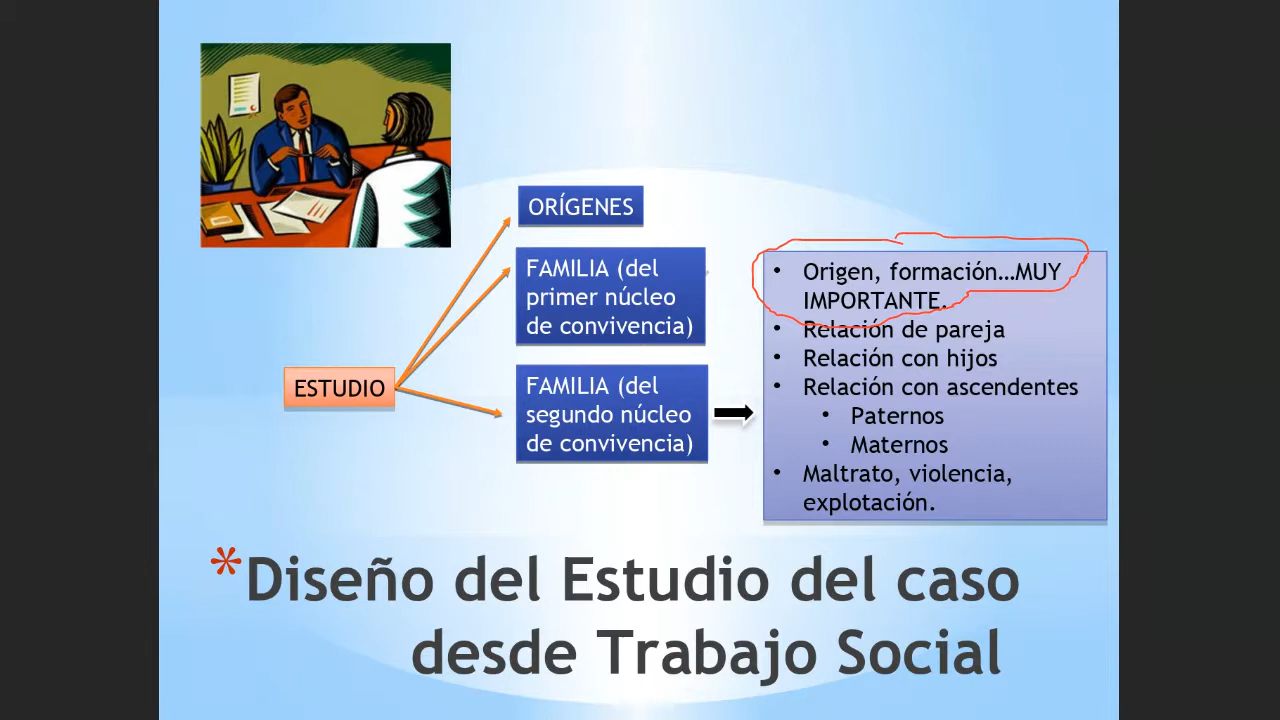 ORÍGENES
FAMILIA (del
primer núcleo
de convivencia)
ESTUDIO
FAMILIA (del
segundo núcleo
de convivencia)
• Origen, formación…MUY
IMPORTANTE.
• Relación de pareja
• Relación con hijos
• Relación con ascendentes
• Paternos
• Maternos
• Maltrato, violencia,
explotación.
*Diseño del Estudio del caso
desde Trabajo Social